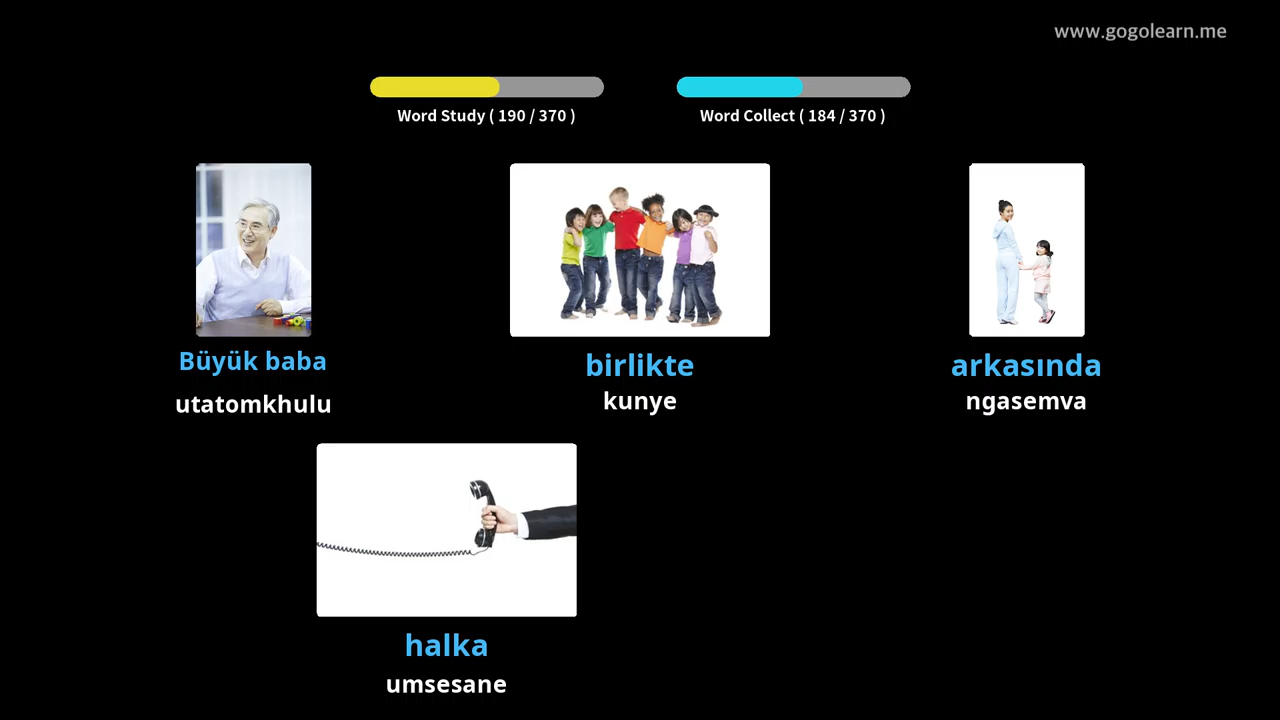 www.gogolearn.me
Word Study ( 190 / 370 )
Word Collect ( 184 / 370 )
Büyük baba
utatomkhulu
birlikte
kunye
arkasında
ngasemva
halka
umsesane